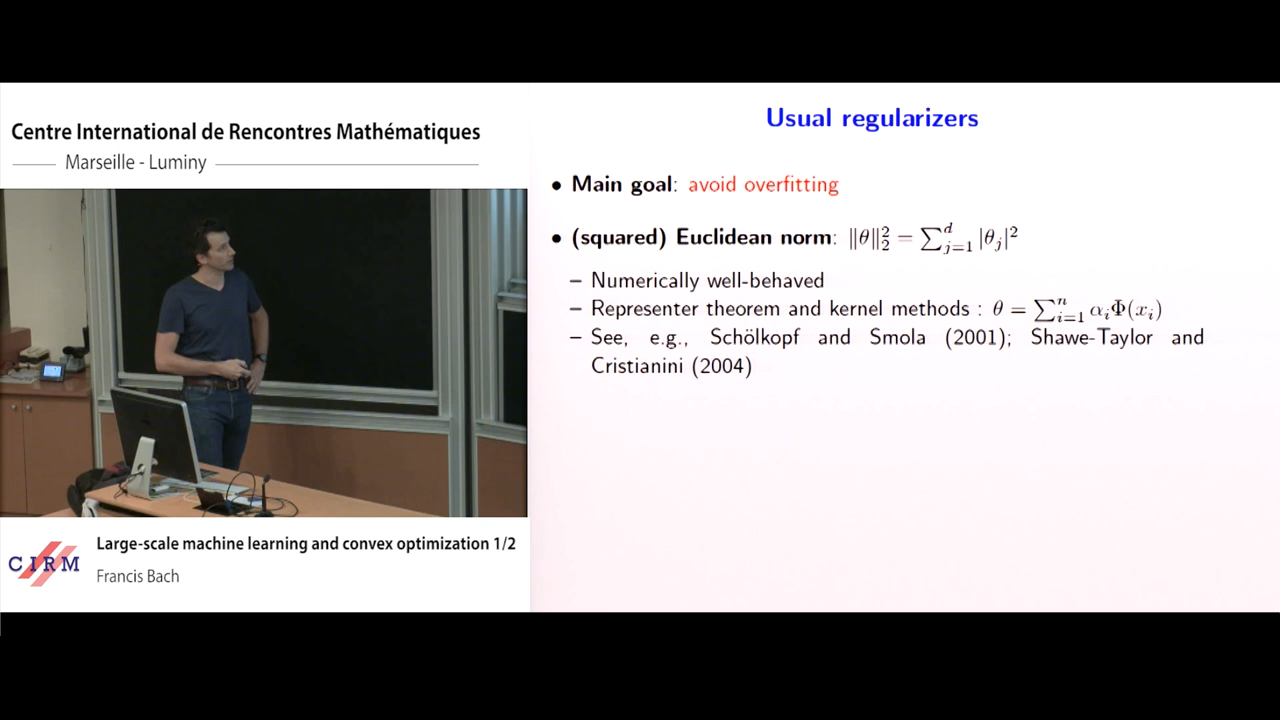 Centre International de Rencontres Mathématiques
Marseille - Luminy
CIRM
Large-scale machine learning and convex optimization 1/2
Francis Bach
Usual regularizers
• Main goal: avoid overfitting
• (squared) Euclidean norm: ‖θ‖₂² = ∑ᵈⱼ₌₁ |θⱼ|²
– Numerically well-behaved
– Representer theorem and kernel methods : θ = ∑ⁿᵢ₌₁ αᵢΦ(xᵢ)
– See, e.g., Schölkopf and Smola (2001); Shawe-Taylor and
Cristianini (2004)